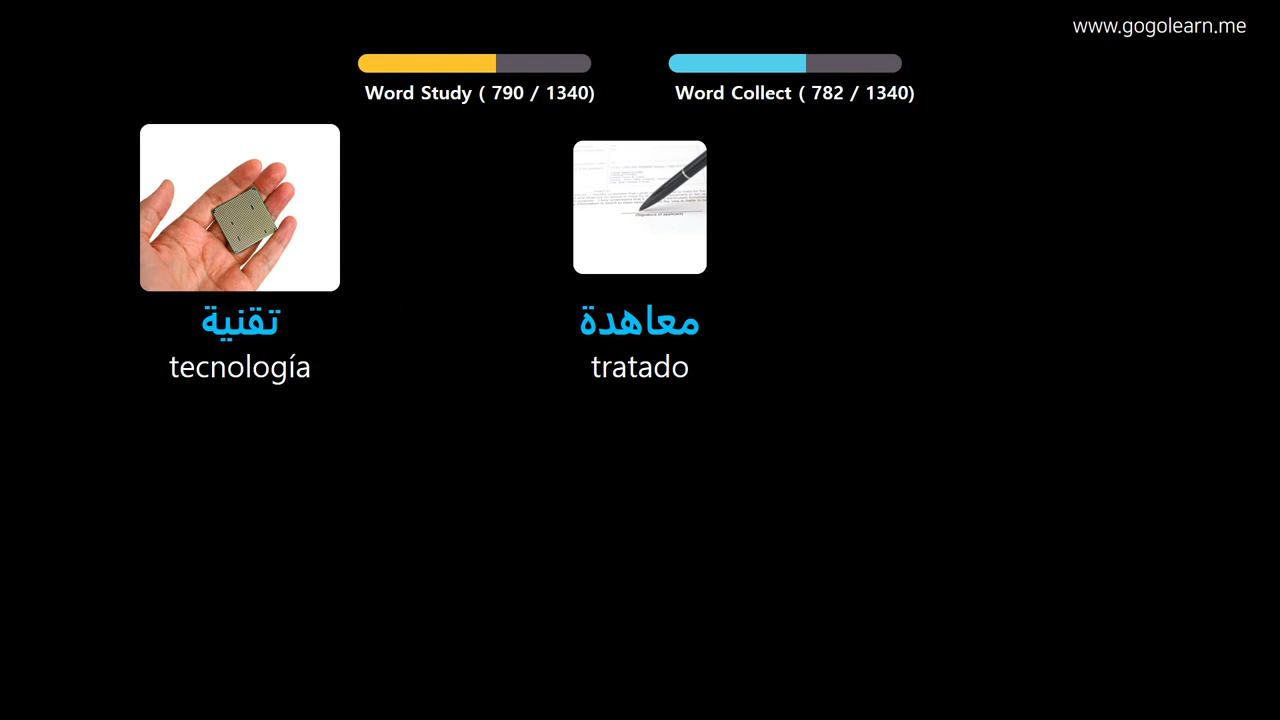 www.gogolearn.me
Word Study ( 790 / 1340)
Word Collect ( 782 / 1340)
تقنية
tecnología
معاهدة
tratado